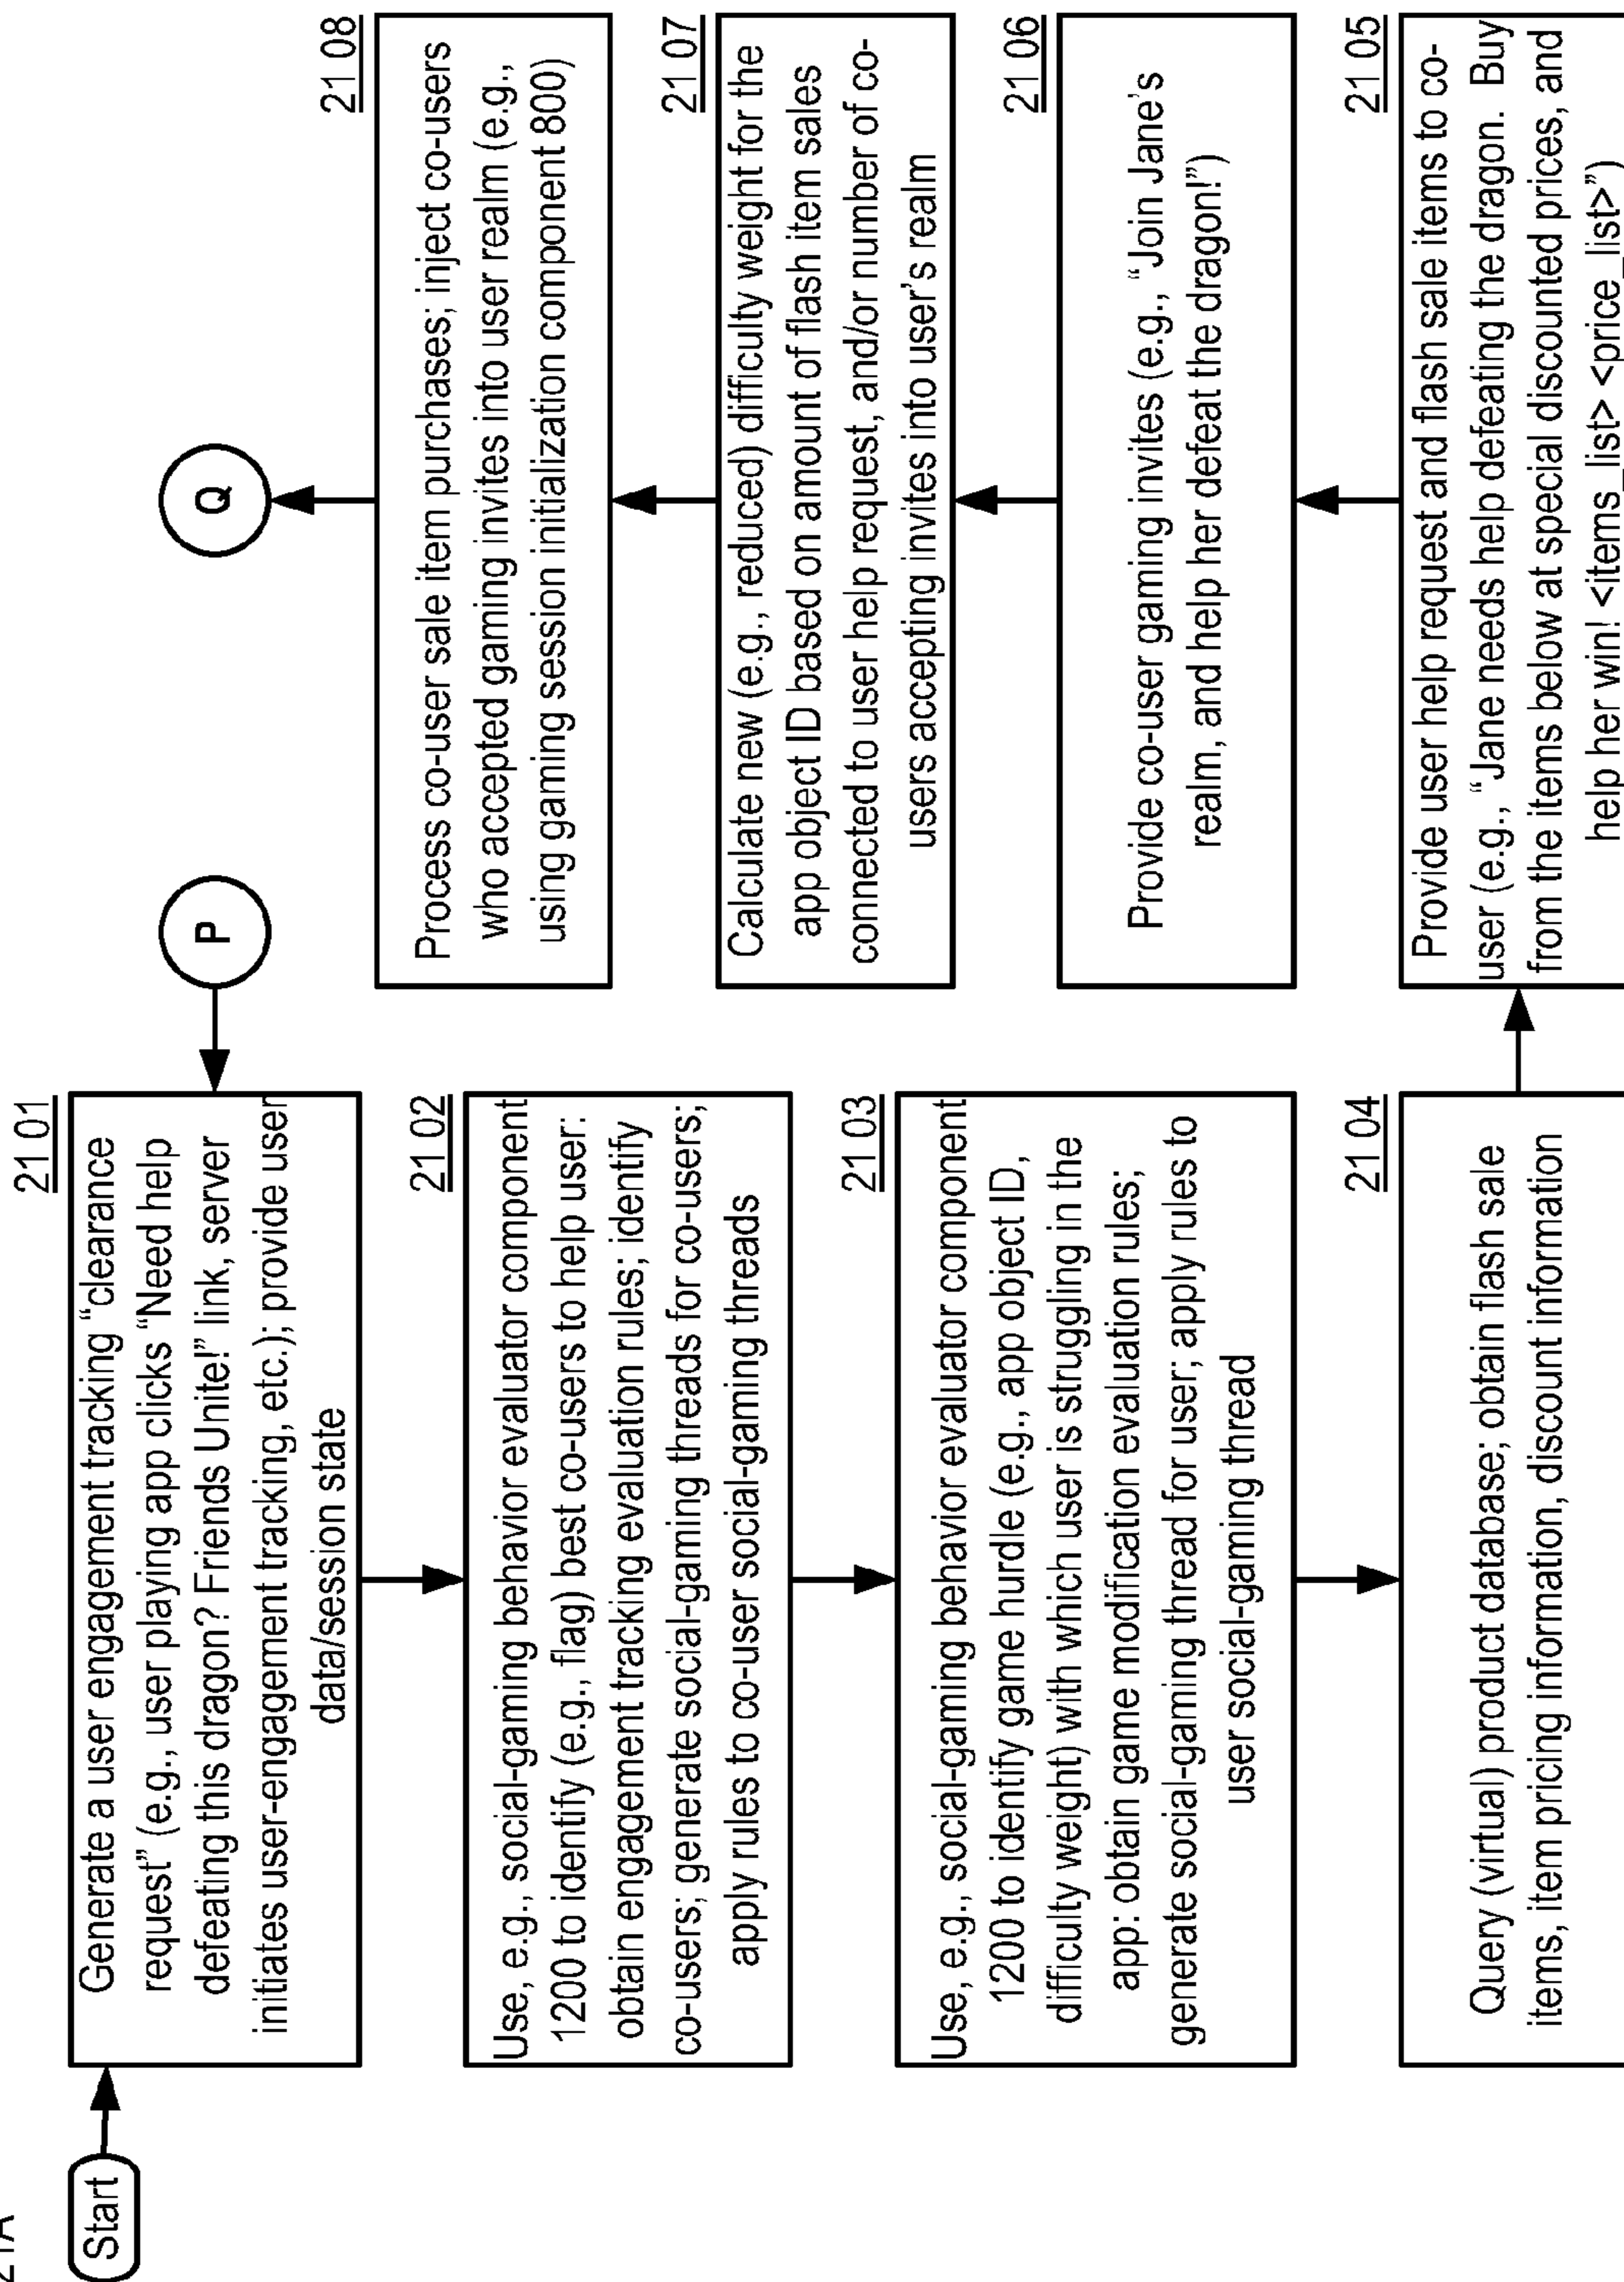 21A
Start
21 01
Generate a user engagement tracking “clearance
request” (e.g., user playing app clicks “Need help
defeating this dragon? Friends Unite!” link, server
initiates user-engagement tracking, etc.); provide user
data/session state
P
21 02
Use, e.g., social-gaming behavior evaluator component
1200 to identify (e.g., flag) best co-users to help user:
obtain engagement tracking evaluation rules; identify
co-users; generate social-gaming threads for co-users;
apply rules to co-user social-gaming threads
21 03
Use, e.g., social-gaming behavior evaluator component
1200 to identify game hurdle (e.g., app object ID,
difficulty weight) with which user is struggling in the
app: obtain game modification evaluation rules;
generate social-gaming thread for user; apply rules to
user social-gaming thread
21 04
Query (virtual) product database; obtain flash sale
items, item pricing information, discount information
21 05
Provide user help request and flash sale items to co-
user (e.g., “Jane needs help defeating the dragon. Buy
from the items below at special discounted prices, and
help her win! <items_list> <price_list>”)
21 06
Provide co-user gaming invites (e.g., “Join Jane’s
realm, and help her defeat the dragon!”)
21 07
Calculate new (e.g., reduced) difficulty weight for the
app object ID based on amount of flash item sales
connected to user help request, and/or number of co-
users accepting invites into user’s realm
21 08
Process co-user sale item purchases; inject co-users
who accepted gaming invites into user realm (e.g.,
using gaming session initialization component 800)
Q